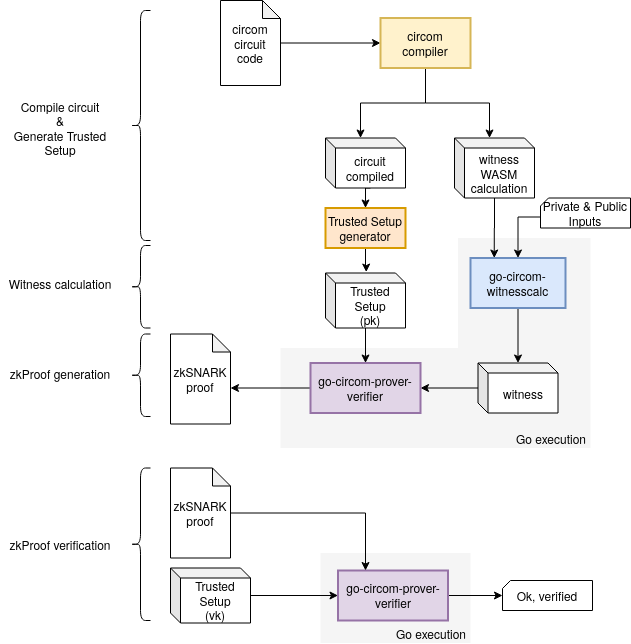 circom
circuit
code
circom
compiler
Compile circuit
&
Generate Trusted
Setup
circuit
compiled
witness
WASM
calculation
Private & Public
Inputs
Trusted Setup
generator
Witness calculation
go-circom-
witnesscalc
Trusted
Setup
(pk)
zkProof generation
zkSNARK
proof
go-circom-prover-
verifier
witness
Go execution
zkProof verification
zkSNARK
proof
Trusted
Setup
(vk)
go-circom-prover-
verifier
Ok, verified
Go execution